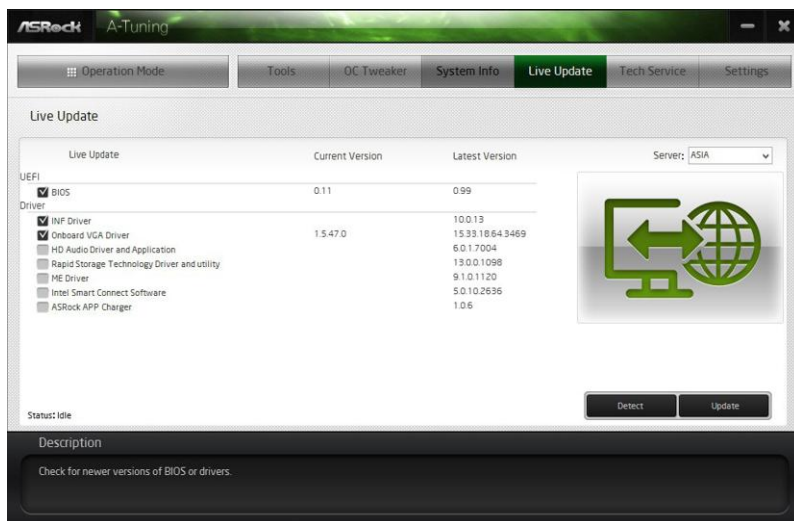 ASRock A-Tuning
Operation Mode Tools OC Tweaker System Info Live Update Tech Service Settings
Live Update
Live Update Current Version Latest Version Server: ASIA
UEFI
BIOS 0.11 0.99
Driver
INF Driver 10.0.13
Onboard VGA Driver 1.5.47.0 15.33.18.64.3469
HD Audio Driver and Application 6.0.1.7004
Rapid Storage Technology Driver and utility 13.0.0.1098
ME Driver 9.1.0.1120
Intel Smart Connect Software 5.0.10.2636
ASRock APP Charger 1.0.6
Status: Idle Detect Update
Description
Check for newer versions of BIOS or drivers.